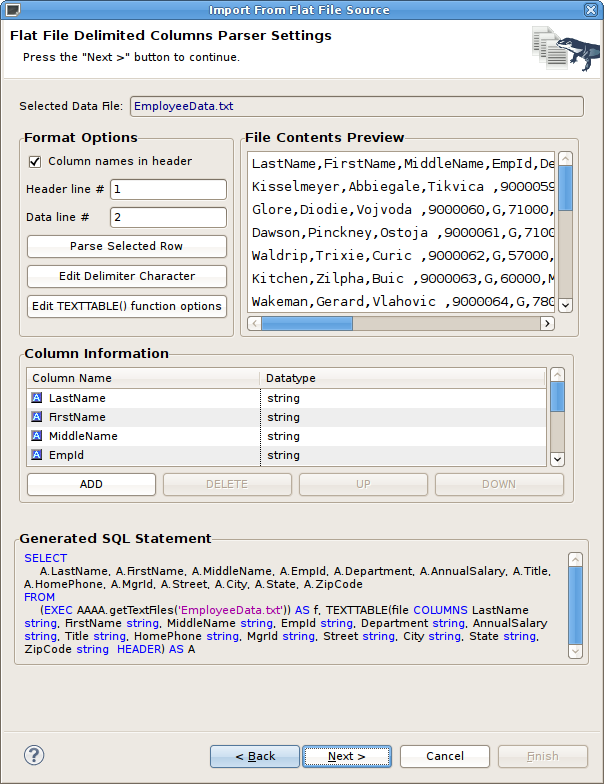 Import From Flat File Source
Flat File Delimited Columns Parser Settings
Press the "Next >" button to continue.
Selected Data File: EmployeeData.txt
Format Options
Column names in header
Header line # 1
Data line # 2
Parse Selected Row
Edit Delimiter Character
Edit TEXTTABLE() function options
File Contents Preview
LastName,FirstName,MiddleName,EmpId,De
Kisselmeyer,Abbiegale,Tikvica ,9000059
Glore,Diodie,Vojvoda ,9000060,G,71000,
Dawson,Pinckney,Ostoja ,9000061,G,7100
Waldrip,Trixie,Curic ,9000062,G,57000,
Kitchen,Zilpha,Buic ,9000063,G,60000,M
Wakeman,Gerard,Vlahovic ,9000064,G,780
Column Information
Column Name Datatype
A LastName string
A FirstName string
A MiddleName string
A EmpId string
ADD DELETE UP DOWN
Generated SQL Statement
SELECT
A.LastName, A.FirstName, A.MiddleName, A.EmpId, A.Department, A.AnnualSalary, A.Title,
A.HomePhone, A.MgrId, A.Street, A.City, A.State, A.ZipCode
FROM
(EXEC AAAA.getTextFiles('EmployeeData.txt')) AS f, TEXTTABLE(file COLUMNS LastName
string, FirstName string, MiddleName string, EmpId string, Department string, AnnualSalary
string, Title string, HomePhone string, MgrId string, Street string, City string, State string,
ZipCode string HEADER) AS A
? < Back Next > Cancel Finish